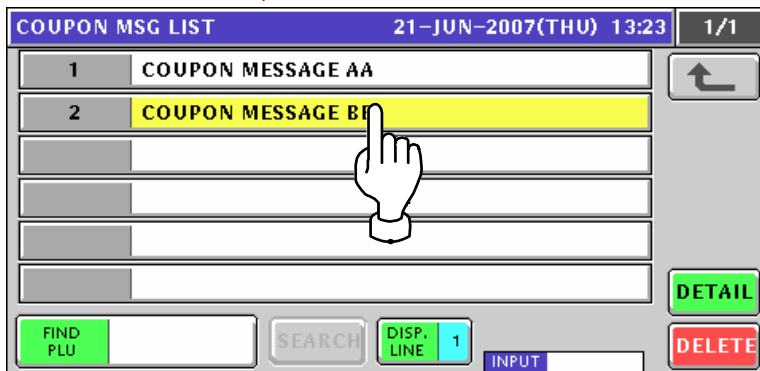 COUPON MSG LIST 21-JUN-2007(THU) 13:23 1/1
1 COUPON MESSAGE AA
2 COUPON MESSAGE
FIND PLU
SEARCH
DISP. LINE 1
INPUT
DETAIL
DELETE